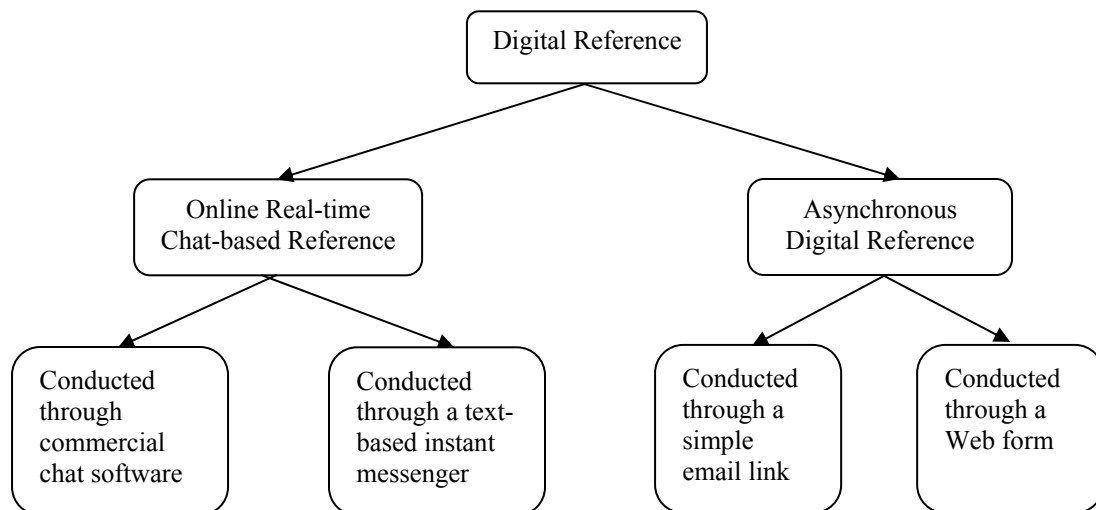 Digital Reference
Online Real-time
Chat-based Reference
Asynchronous
Digital Reference
Conducted
through
commercial
chat software
Conducted
through a text-
based instant
messenger
Conducted
through a
simple
email link
Conducted
through a
Web form